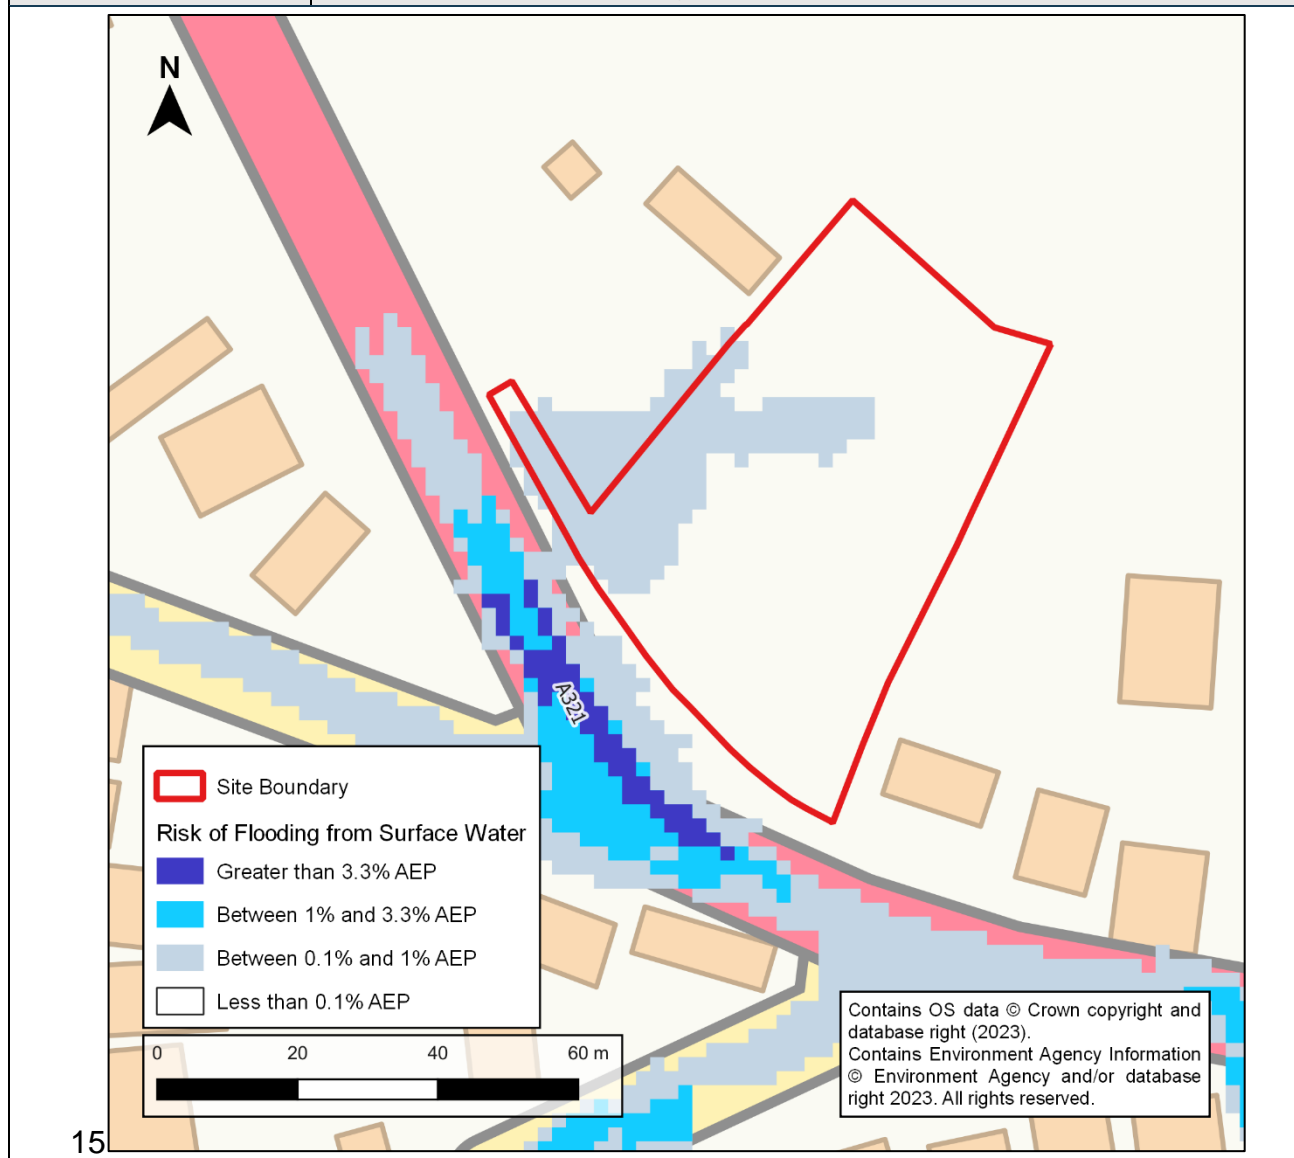 N
A321
Site Boundary
Risk of Flooding from Surface Water
Greater than 3.3% AEP
Between 1% and 3.3% AEP
Between 0.1% and 1% AEP
Less than 0.1% AEP
0 20 40 60 m
Contains OS data © Crown copyright and
database right (2023).
Contains Environment Agency Information
© Environment Agency and/or database
right 2023. All rights reserved.
15